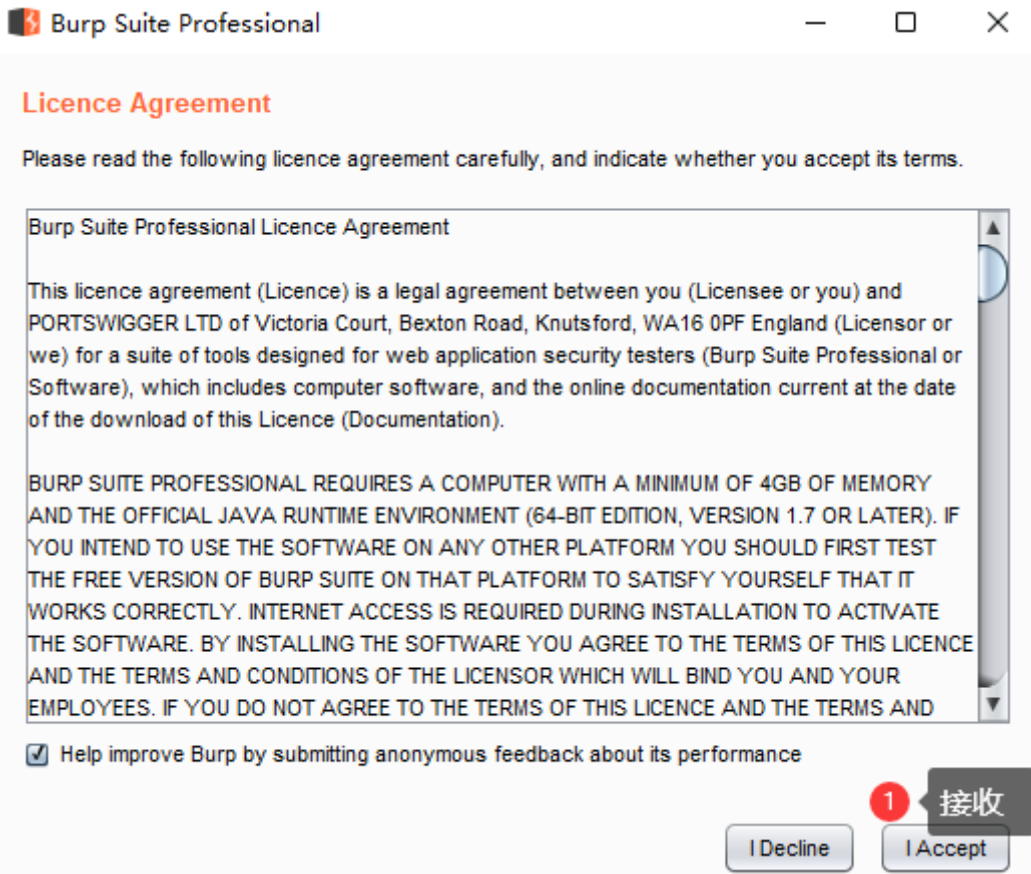 Burp Suite Professional
Licence Agreement
Please read the following licence agreement carefully, and indicate whether you accept its terms.
Burp Suite Professional Licence Agreement
This licence agreement (Licence) is a legal agreement between you (Licensee or you) and
PORTSWIGGER LTD of Victoria Court, Bexton Road, Knutsford, WA16 0PF England (Licensor or
we) for a suite of tools designed for web application security testers (Burp Suite Professional or
Software), which includes computer software, and the online documentation current at the date
of the download of this Licence (Documentation).
BURP SUITE PROFESSIONAL REQUIRES A COMPUTER WITH A MINIMUM OF 4GB OF MEMORY
AND THE OFFICIAL JAVA RUNTIME ENVIRONMENT (64-BIT EDITION, VERSION 1.7 OR LATER). IF
YOU INTEND TO USE THE SOFTWARE ON ANY OTHER PLATFORM YOU SHOULD FIRST TEST
THE FREE VERSION OF BURP SUITE ON THAT PLATFORM TO SATISFY YOURSELF THAT IT
WORKS CORRECTLY. INTERNET ACCESS IS REQUIRED DURING INSTALLATION TO ACTIVATE
THE SOFTWARE. BY INSTALLING THE SOFTWARE YOU AGREE TO THE TERMS OF THIS LICENCE
AND THE TERMS AND CONDITIONS OF THE LICENSOR WHICH WILL BIND YOU AND YOUR
EMPLOYEES. IF YOU DO NOT AGREE TO THE TERMS OF THIS LICENCE AND THE TERMS AND
Help improve Burp by submitting anonymous feedback about its performance
1 接收
I Decline I Accept